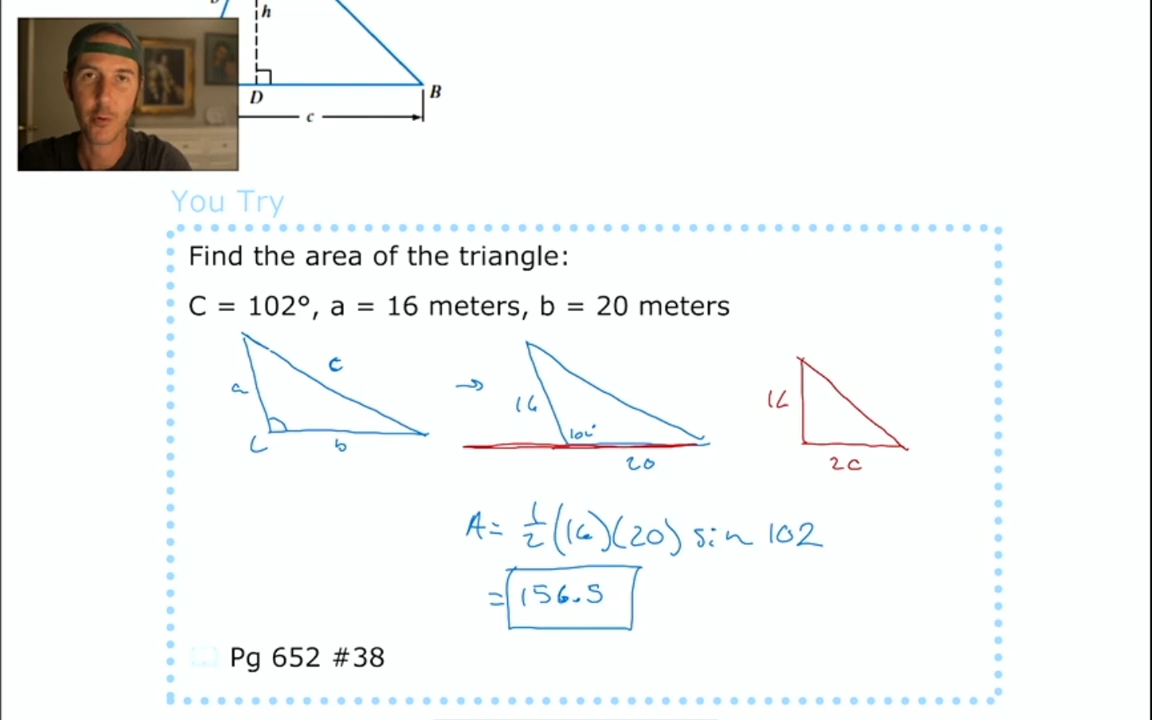 h
D
B
c
You Try
Find the area of the triangle:
C = 102°, a = 16 meters, b = 20 meters
a
c
C
b
→
16
102°
20
16
20
A = 1/2 (16)(20) sin 102
= 156.5
Pg 652 #38